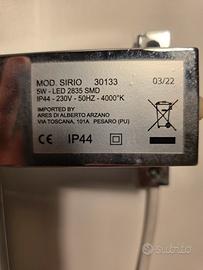 MOD. SIRIO 30133 03/22
5W - LED 2835 SMD
IP44 - 230V - 50HZ - 4000°K
IMPORTED BY
ARES DI ALBERTO ARZANO
VIA TOSCANA, 101A PESARO (PU)
CE IP44
subito